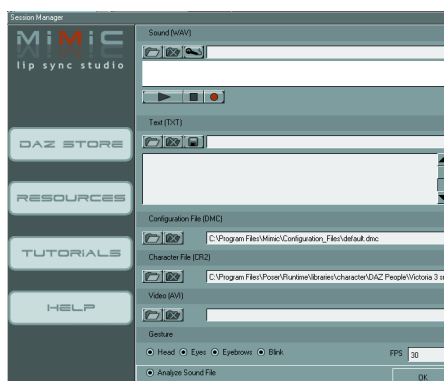 Session Manager
MiMiC
lip sync studio
DAZ STORE
RESOURCES
TUTORIALS
HELP
Sound (WAV)
Text (TXT)
Configuration File (DMC)
C:\Program Files\Mimic\Configuration_Files\default.dmc
Character File (CR2)
C:\Program Files\Poser\Runtime\libraries\character\DAZ People\Victoria 3
Video (AVI)
Gesture
Head Eyes Eyebrows Blink FPS 30
Analyze Sound File OK